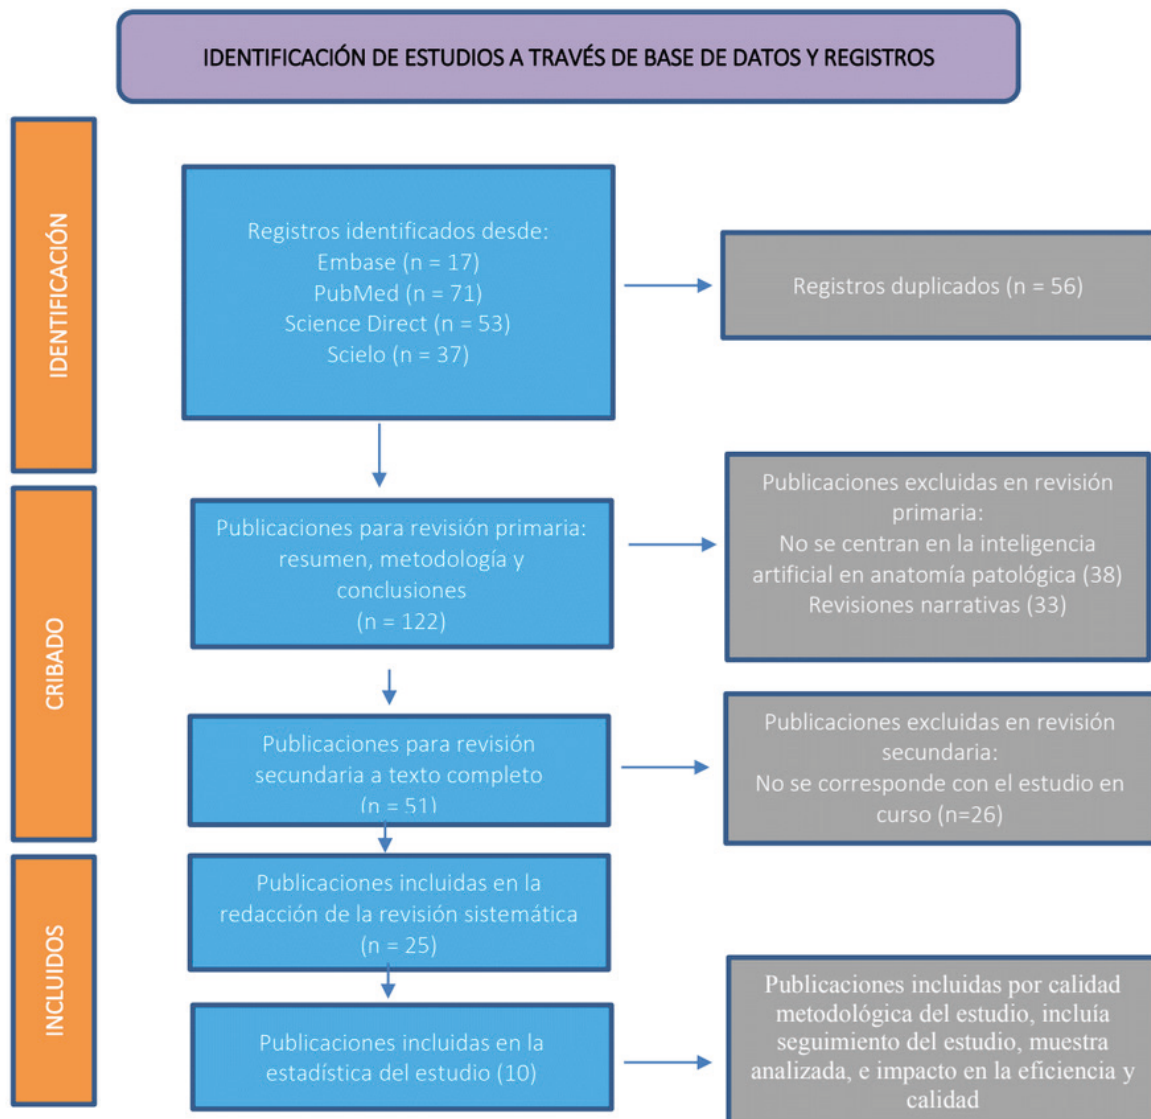 IDENTIFICACIÓN DE ESTUDIOS A TRAVÉS DE BASE DE DATOS Y REGISTROS
IDENTIFICACIÓN
Registros identificados desde:
Embase (n = 17)
PubMed (n = 71)
Science Direct (n = 53)
Scielo (n = 37)
Registros duplicados (n = 56)
CRIBADO
Publicaciones para revisión primaria:
resumen, metodología y
conclusiones
(n = 122)
Publicaciones excluidas en revisión
primaria:
No se centran en la inteligencia
artificial en anatomía patológica (38)
Revisiones narrativas (33)
Publicaciones para revisión
secundaria a texto completo
(n = 51)
Publicaciones excluidas en revisión
secundaria:
No se corresponde con el estudio en
curso (n=26)
INCLUIDOS
Publicaciones incluidas en la
redacción de la revisión sistemática
(n = 25)
Publicaciones incluidas en la
estadística del estudio (10)
Publicaciones incluidas por calidad
metodológica del estudio, incluía
seguimiento del estudio, muestra
analizada, e impacto en la eficiencia y
calidad